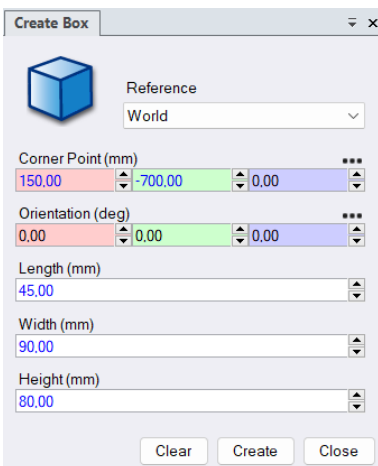 Create Box
Reference
World
Corner Point (mm)
150,00 -700,00 0,00
Orientation (deg)
0,00 0,00 0,00
Length (mm)
45,00
Width (mm)
90,00
Height (mm)
80,00
Clear Create Close